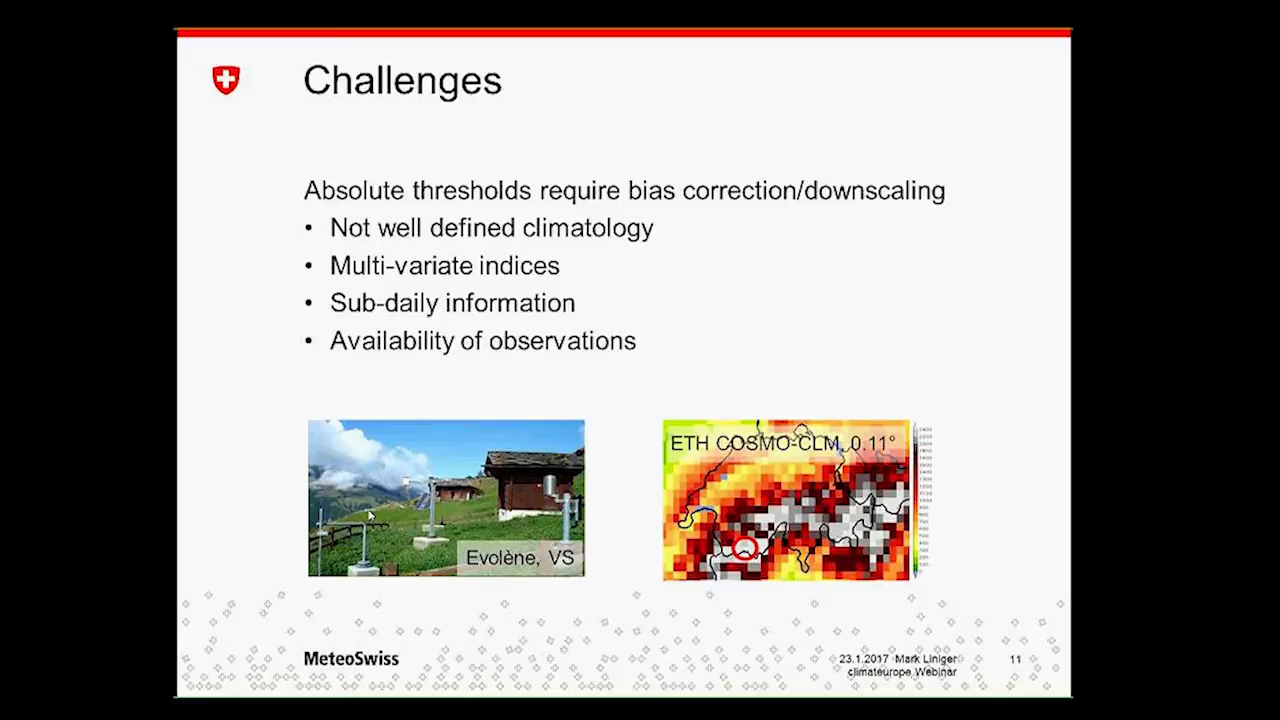 Challenges
Absolute thresholds require bias correction/downscaling
• Not well defined climatology
• Multi-variate indices
• Sub-daily information
• Availability of observations
Evolène, VS
ETH COSMO-CLM, 0.11°
MeteoSwiss
23.1.2017 Mark Liniger
climateurope Webinar
11